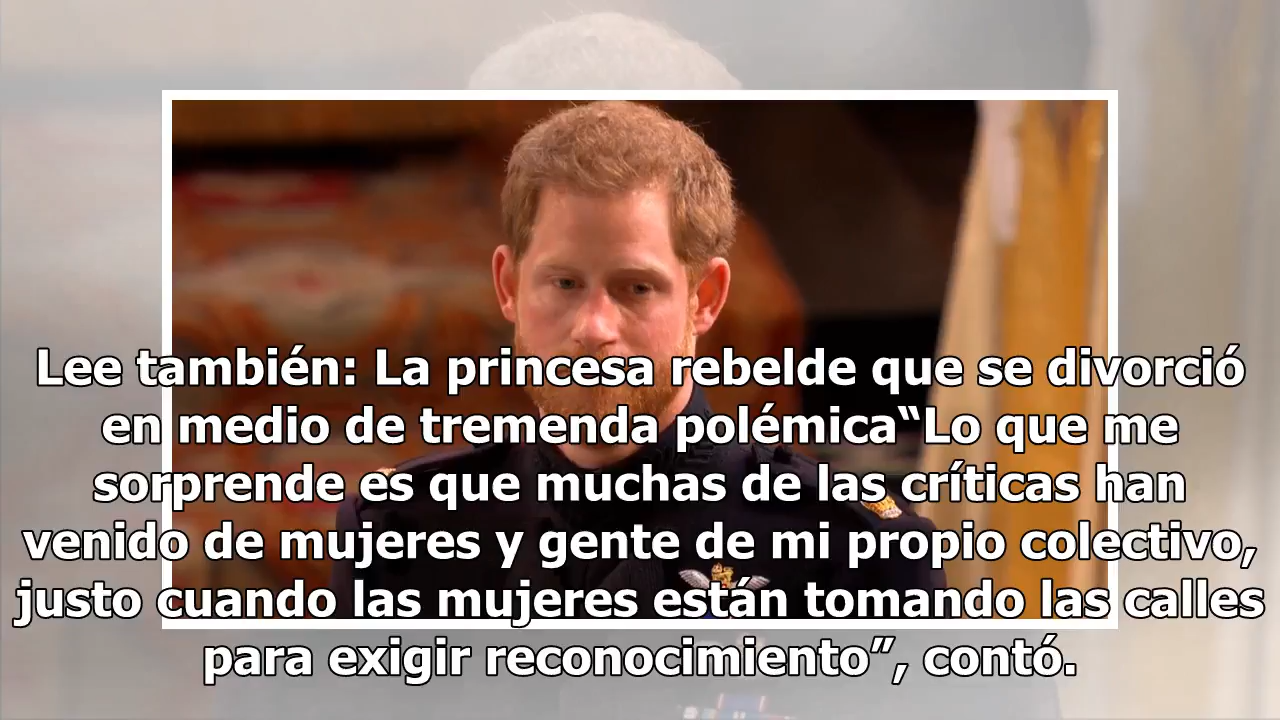 Lee también: La princesa rebelde que se divorció
en medio de tremenda polémica“Lo que me
sorprende es que muchas de las críticas han
venido de mujeres y gente de mi propio colectivo,
justo cuando las mujeres están tomando las calles
para exigir reconocimiento”, contó.